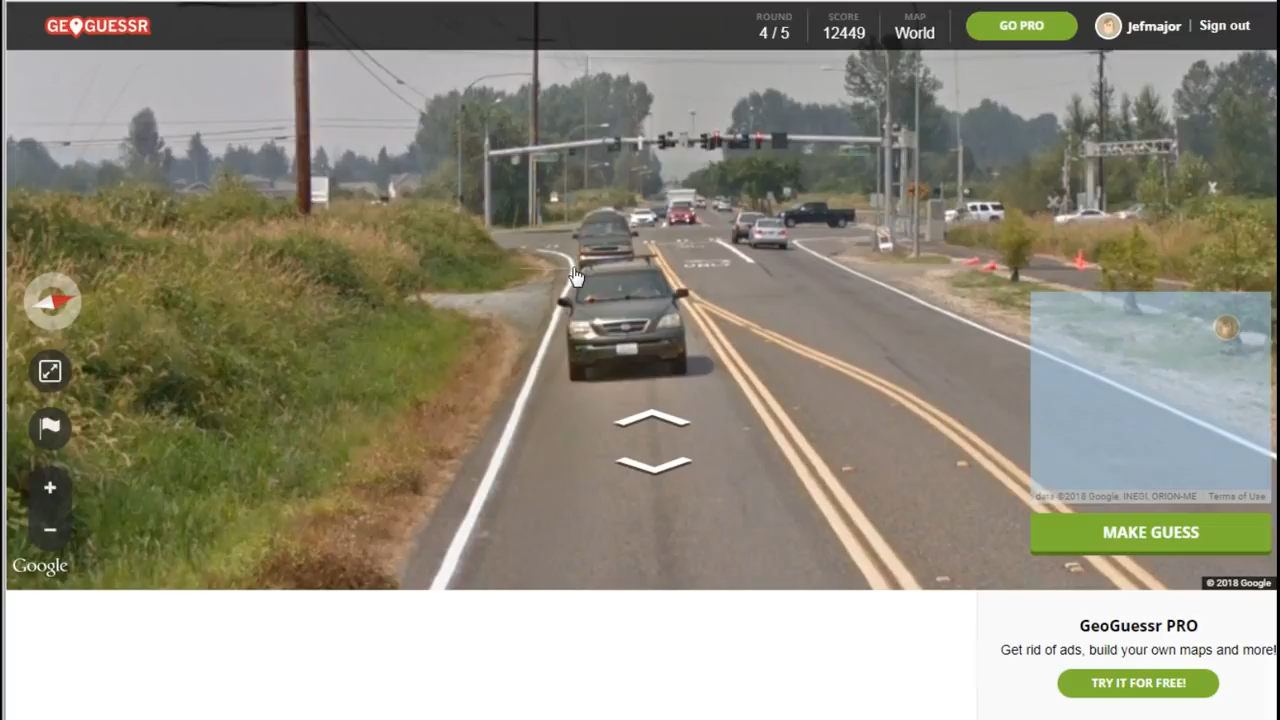 GEOGUESSR
ROUND
4 / 5
SCORE
12449
MAP
World
GO PRO
Jefmajor
Sign out
data ©2018 Google, INEGI, ORION-ME
Terms of Use
MAKE GUESS
Google
© 2018 Google
GeoGuessr PRO
Get rid of ads, build your own maps and more!
TRY IT FOR FREE!